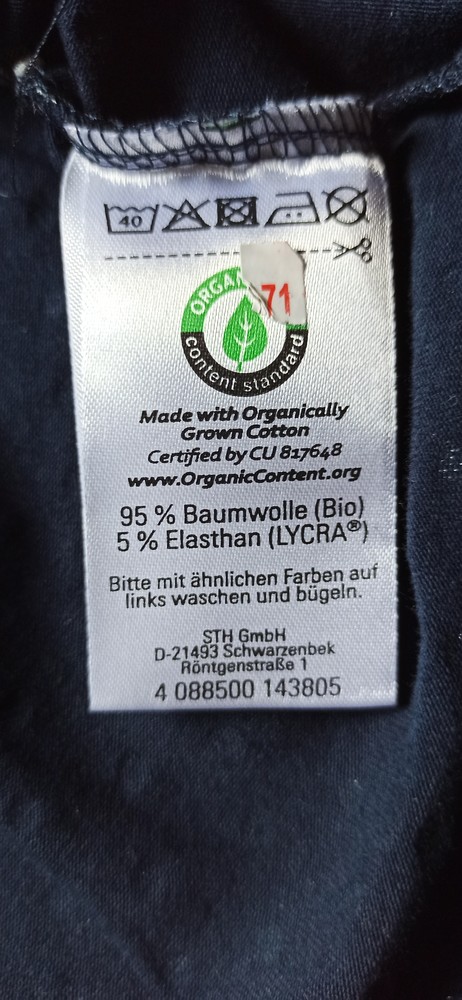 40
ORGAN
71
content standard
Made with Organically
Grown Cotton
Certified by CU 817648
www.OrganicContent.org
95 % Baumwolle (Bio)
5 % Elasthan (LYCRA®)
Bitte mit ähnlichen Farben auf
links waschen und bügeln.
STH GmbH
D-21493 Schwarzenbek
Röntgenstraße 1
4 088500 143805